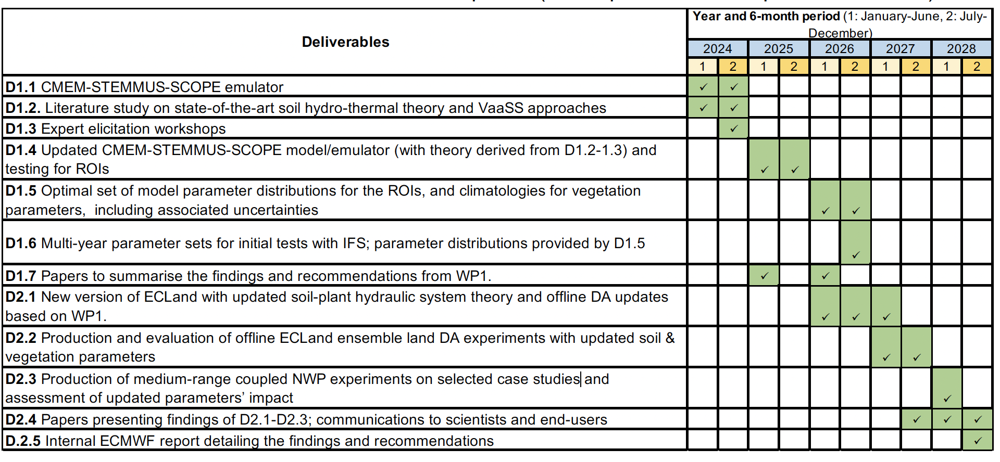 Year and 6-month period (1: January-June, 2: July-
December)
Deliverables
2024 2025 2026 2027 2028
1 2 1 2 1 2 1 2 1 2
D1.1 CMEM-STEMMUS-SCOPE emulator ✓ ✓
D1.2. Literature study on state-of-the-art soil hydro-thermal theory and VaaSS approaches ✓ ✓
D1.3 Expert elicitation workshops ✓
D1.4 Updated CMEM-STEMMUS-SCOPE model/emulator (with theory derived from D1.2-1.3) and
testing for ROIs ✓ ✓
D1.5 Optimal set of model parameter distributions for the ROIs, and climatologies for vegetation
parameters, including associated uncertainties ✓ ✓
D1.6 Multi-year parameter sets for initial tests with IFS; parameter distributions provided by D1.5 ✓
D1.7 Papers to summarise the findings and recommendations from WP1. ✓ ✓
D2.1 New version of ECLand with updated soil-plant hydraulic system theory and offline DA updates
based on WP1. ✓ ✓ ✓
D2.2 Production and evaluation of offline ECLand ensemble land DA experiments with updated soil &
vegetation parameters ✓ ✓
D2.3 Production of medium-range coupled NWP experiments on selected case studies and
assessment of updated parameters’ impact ✓
D2.4 Papers presenting findings of D2.1-D2.3; communications to scientists and end-users ✓ ✓ ✓
D.2.5 Internal ECMWF report detailing the findings and recommendations ✓